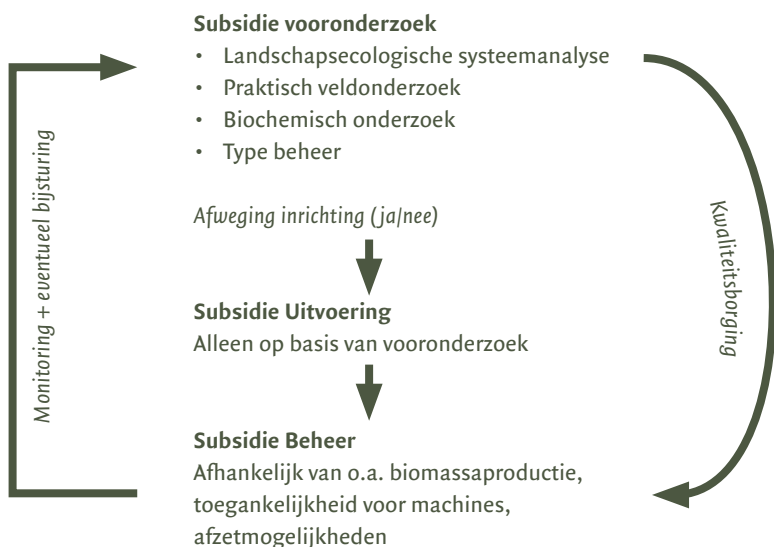 Subsidie vooronderzoek
• Landschapsecologische systeemanalyse
• Praktisch veldonderzoek
• Biochemisch onderzoek
• Type beheer
Afweging inrichting (ja/nee)
Subsidie Uitvoering
Alleen op basis van vooronderzoek
Subsidie Beheer
Afhankelijk van o.a. biomassaproductie,
toegankelijkheid voor machines,
afzetmogelijkheden
Monitoring + eventueel bijsturing
Kwaliteitsborging